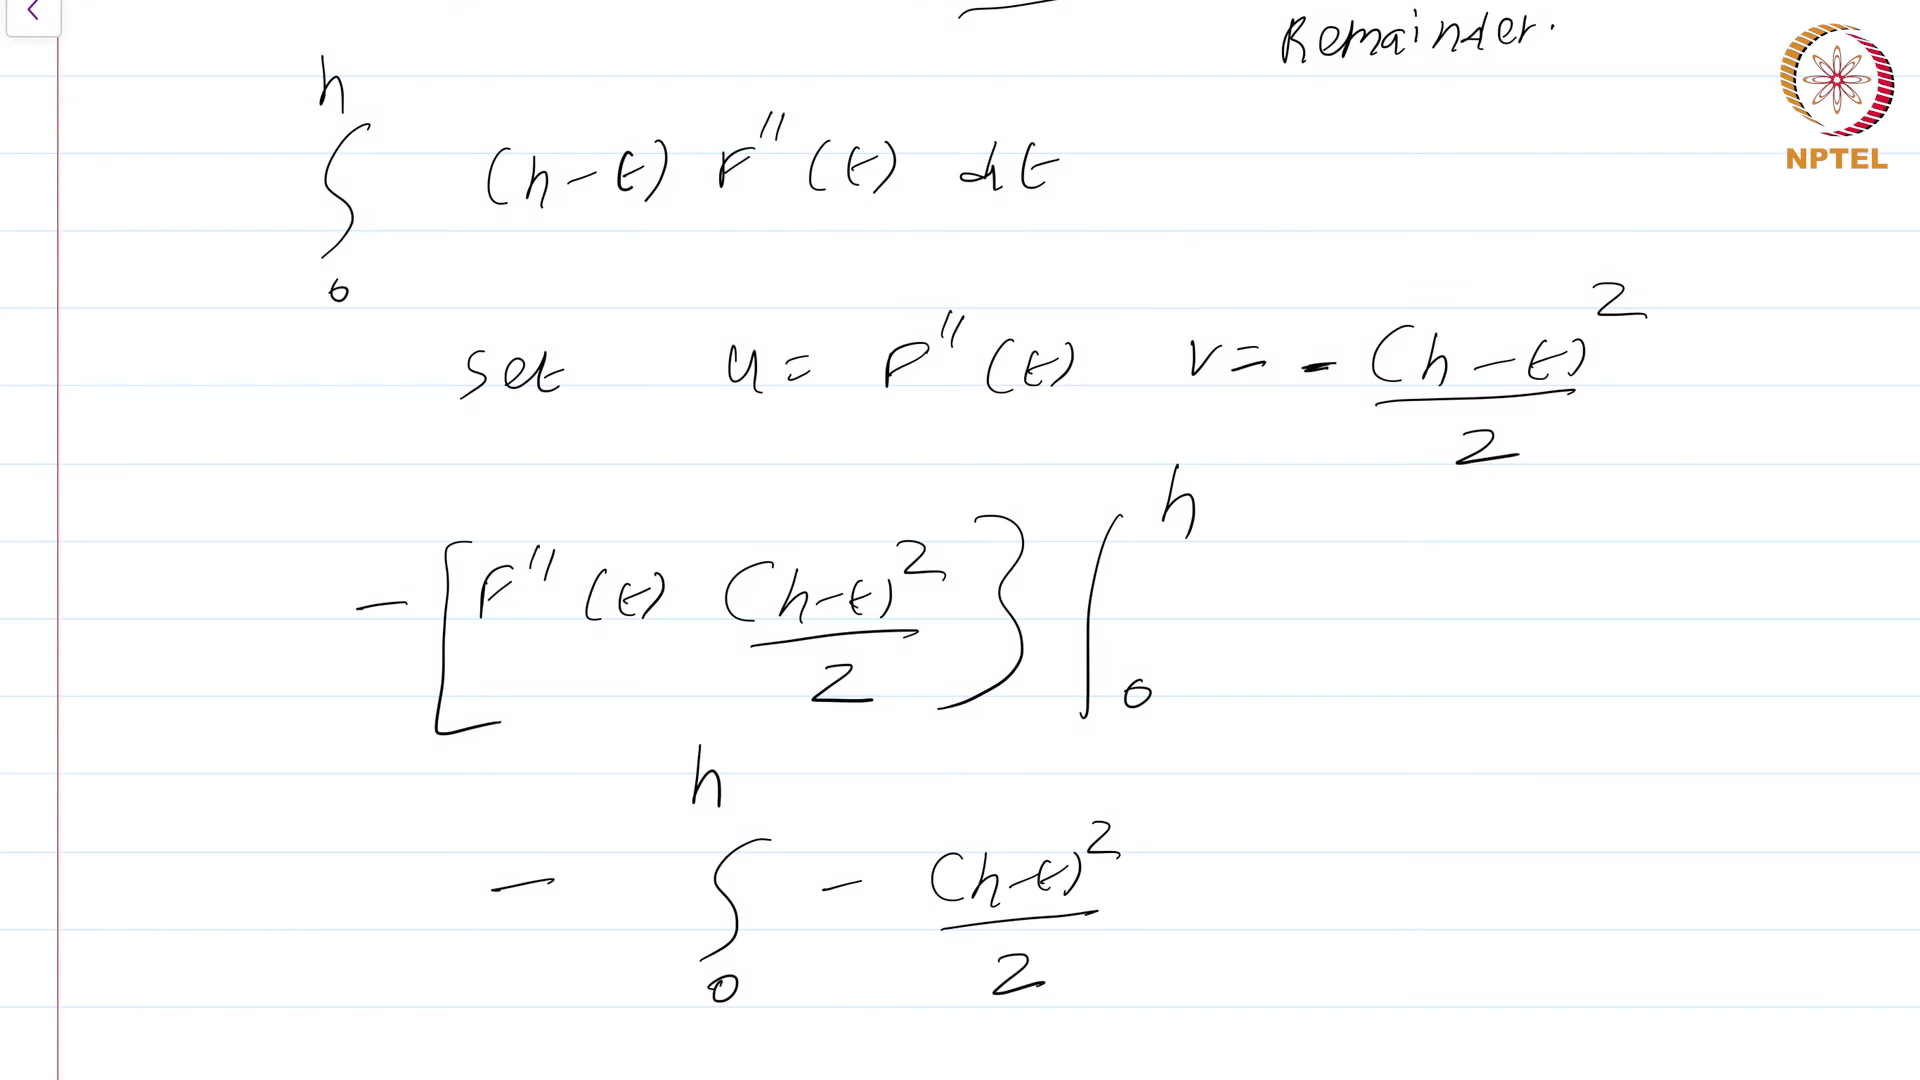 Remainder.
NPTEL
∫₀ʰ (h-t) F''(t) dt
set u = F''(t) v = - (h-t)²/2
- [F''(t) (h-t)²/2} |₀ʰ
- ∫₀ʰ - (h-t)²/2